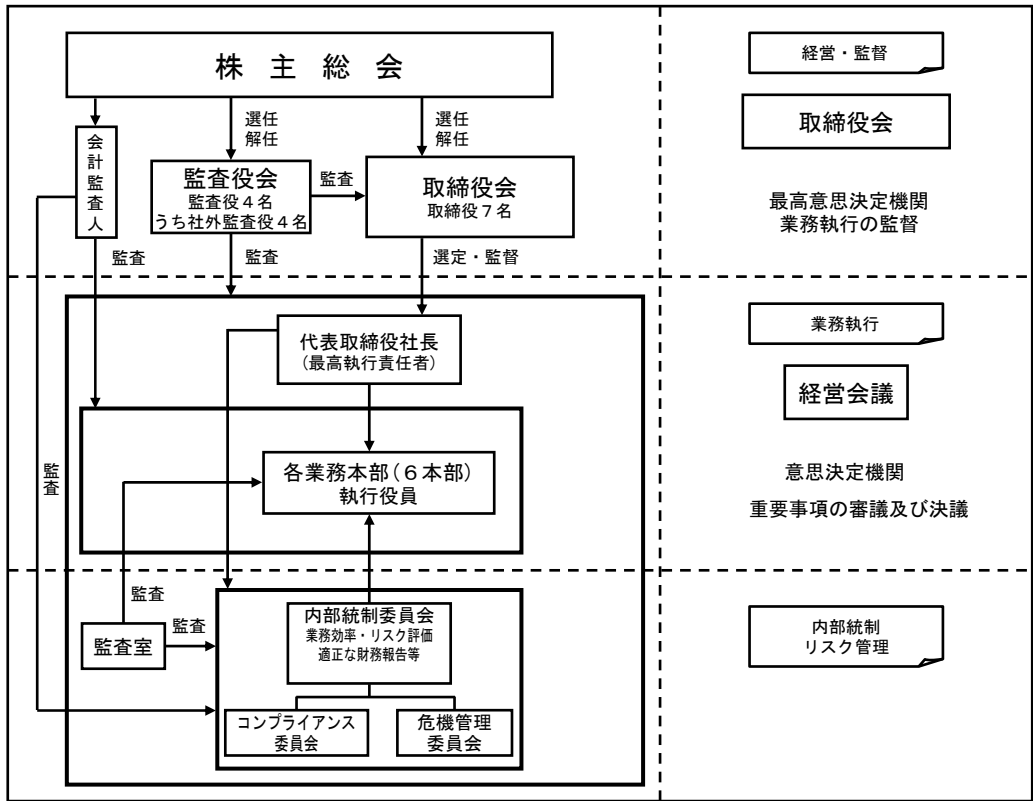 株 主 総 会
選任
解任
選任
解任
会計監査人
監査役会
監査役４名
うち社外監査役４名
監査
取締役会
取締役７名
監査
監査
選定・監督
経営・監督
取締役会
最高意思決定機関
業務執行の監督
代表取締役社長
（最高執行責任者）
各業務本部（６本部）
執行役員
監査
業務執行
経営会議
意思決定機関
重要事項の審議及び決議
監査
監査
監査室
内部統制委員会
業務効率・リスク評価
適正な財務報告等
コンプライアンス
委員会
危機管理
委員会
内部統制
リスク管理